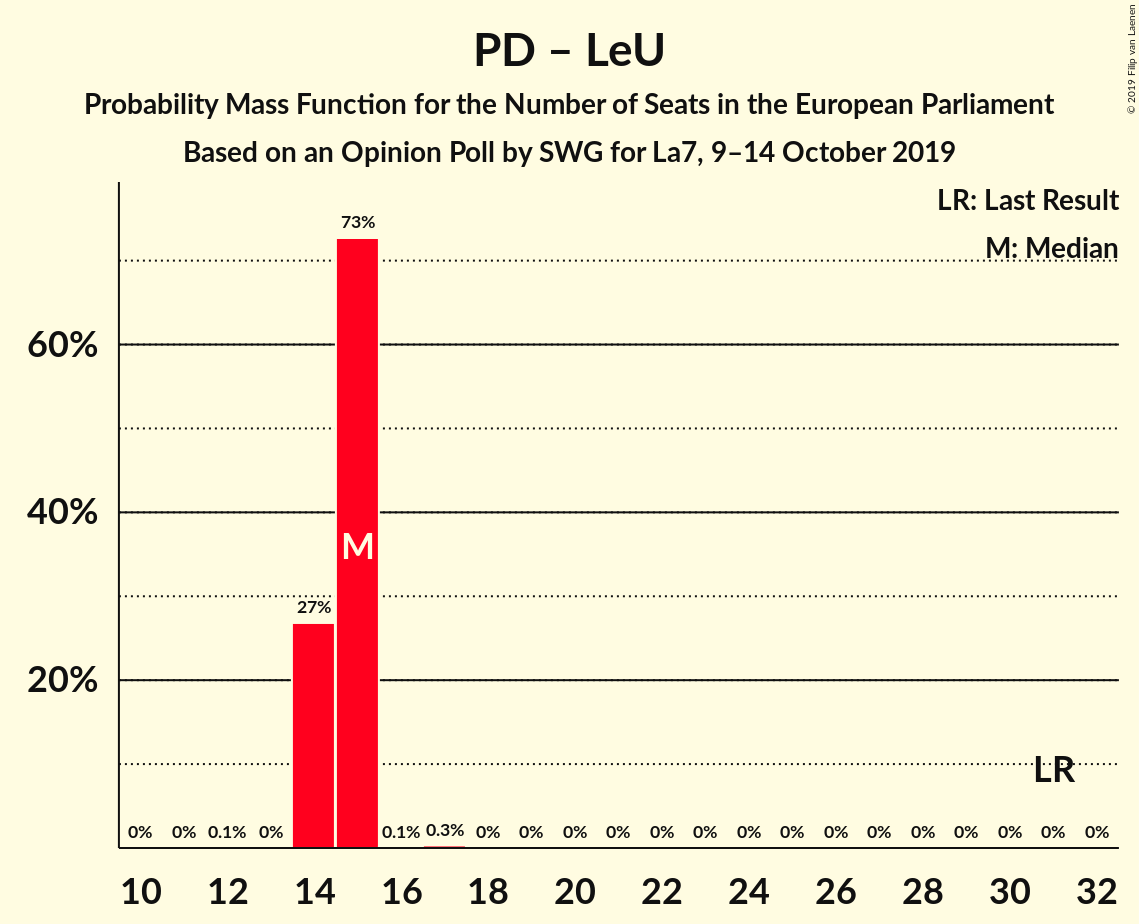 © 2019 Filip van Laenen
PD – LeU
Probability Mass Function for the Number of Seats in the European Parliament
Based on an Opinion Poll by SWG for La7, 9–14 October 2019
LR: Last Result
M: Median
73%
60%
40%
M
27%
20%
LR
0% 0% 0.1% 0% 0.1% 0.3% 0% 0% 0% 0% 0% 0% 0% 0% 0% 0% 0% 0% 0% 0% 0%
10 12 14 16 18 20 22 24 26 28 30 32